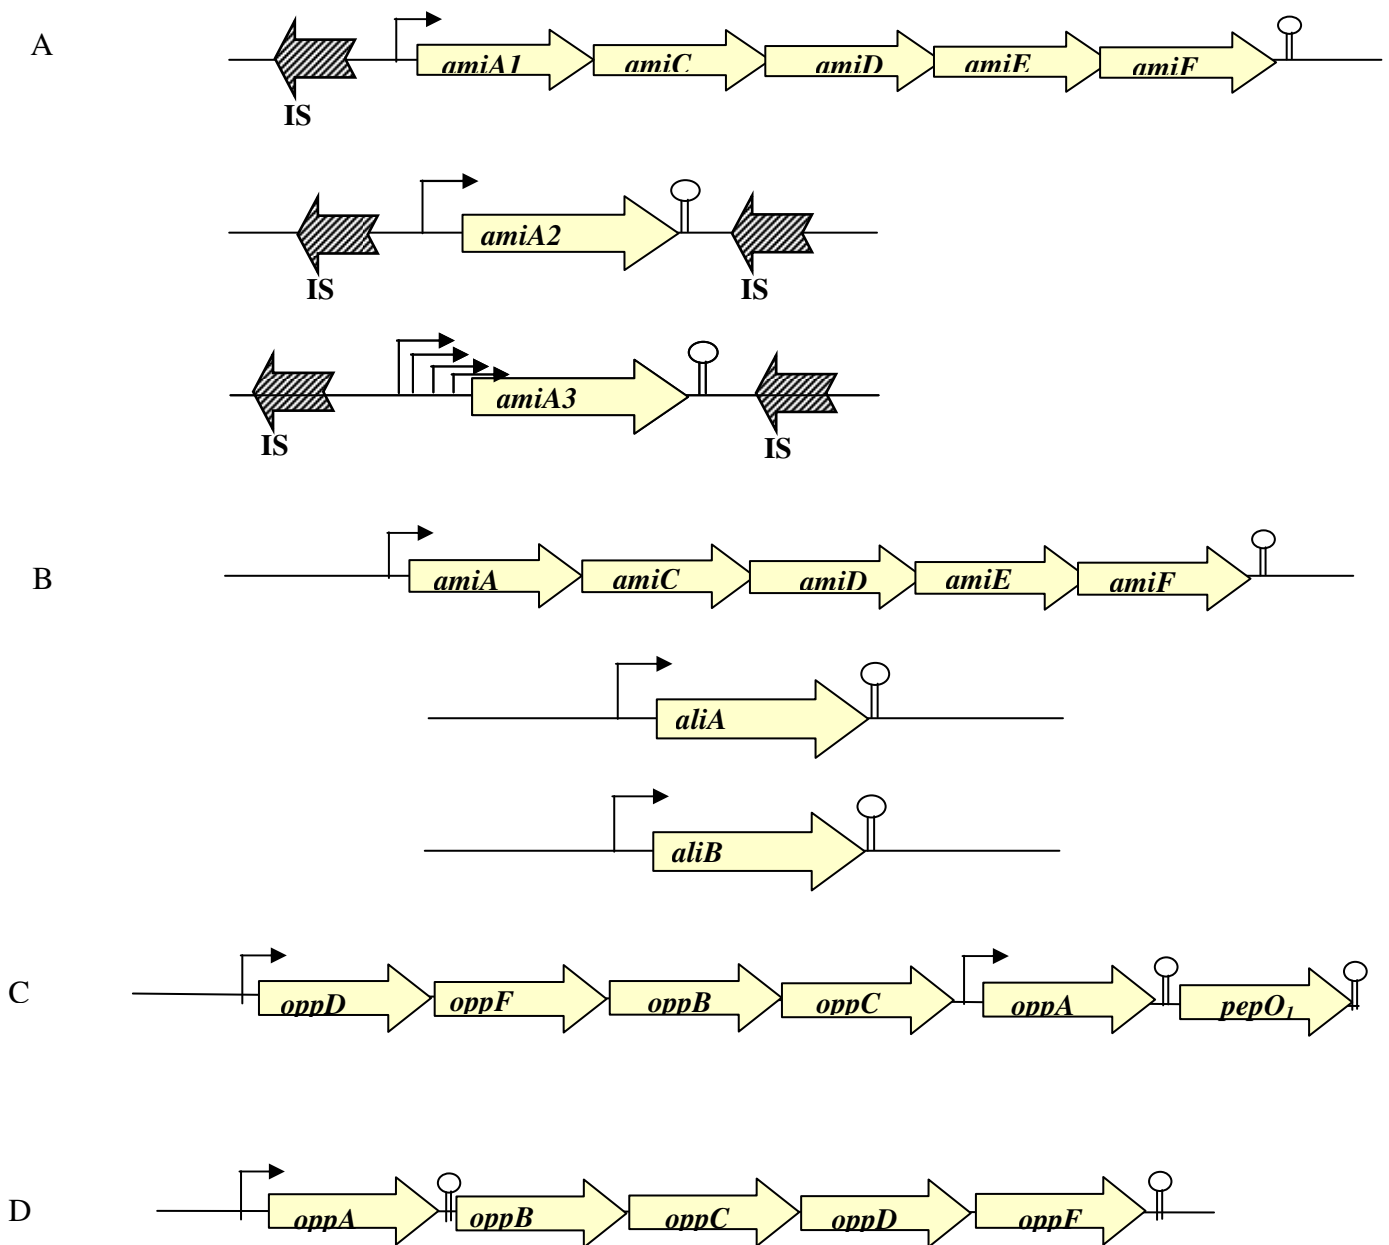 A
amiA1 amiC amiD amiE amiF
IS
amiA2
IS IS
amiA3
IS IS
B
amiA amiC amiD amiE amiF
aliA
aliB
C
oppD oppF oppB oppC oppA pepO1
D
oppA oppB oppC oppD oppF